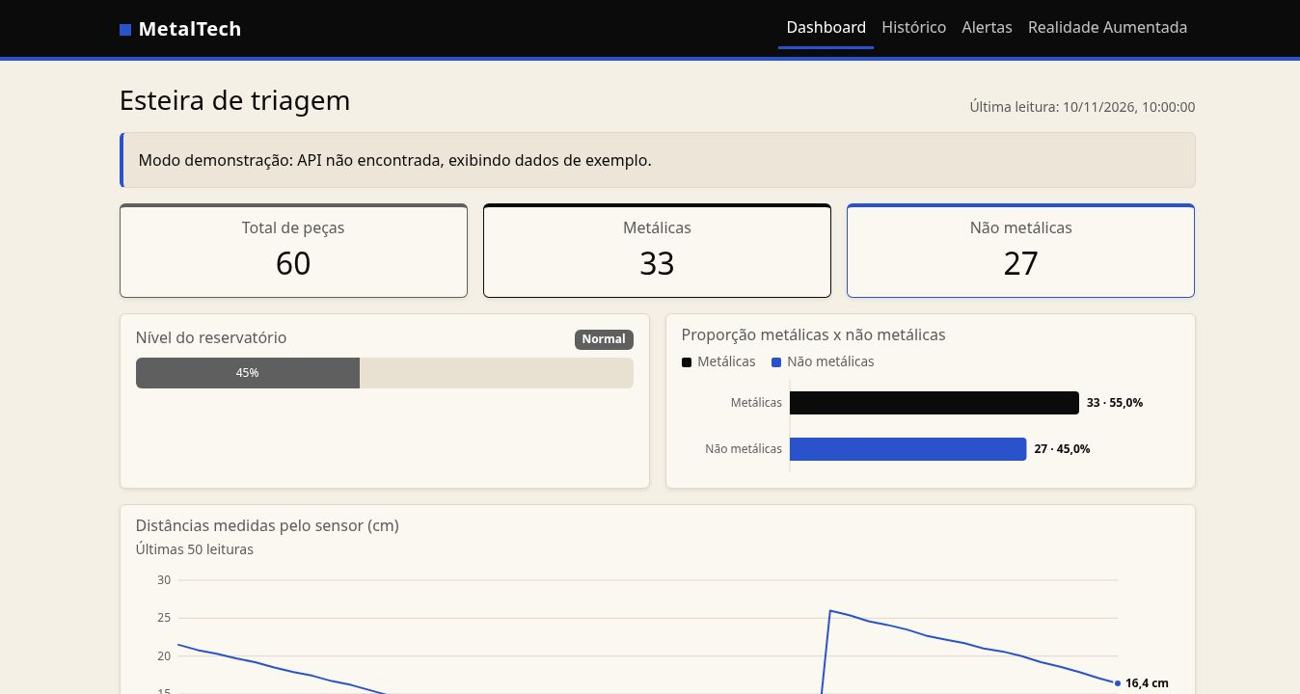 MetalTech
Dashboard Histórico Alertas Realidade Aumentada
Esteira de triagem
Última leitura: 10/11/2026, 10:00:00
Modo demonstração: API não encontrada, exibindo dados de exemplo.
Total de peças
60
Metálicas
33
Não metálicas
27
Nível do reservatório
Normal
45%
Proporção metálicas x não metálicas
Metálicas Não metálicas
Metálicas 33 · 55,0%
Não metálicas 27 · 45,0%
Distâncias medidas pelo sensor (cm)
Últimas 50 leituras
30
25
20
16,4 cm
15